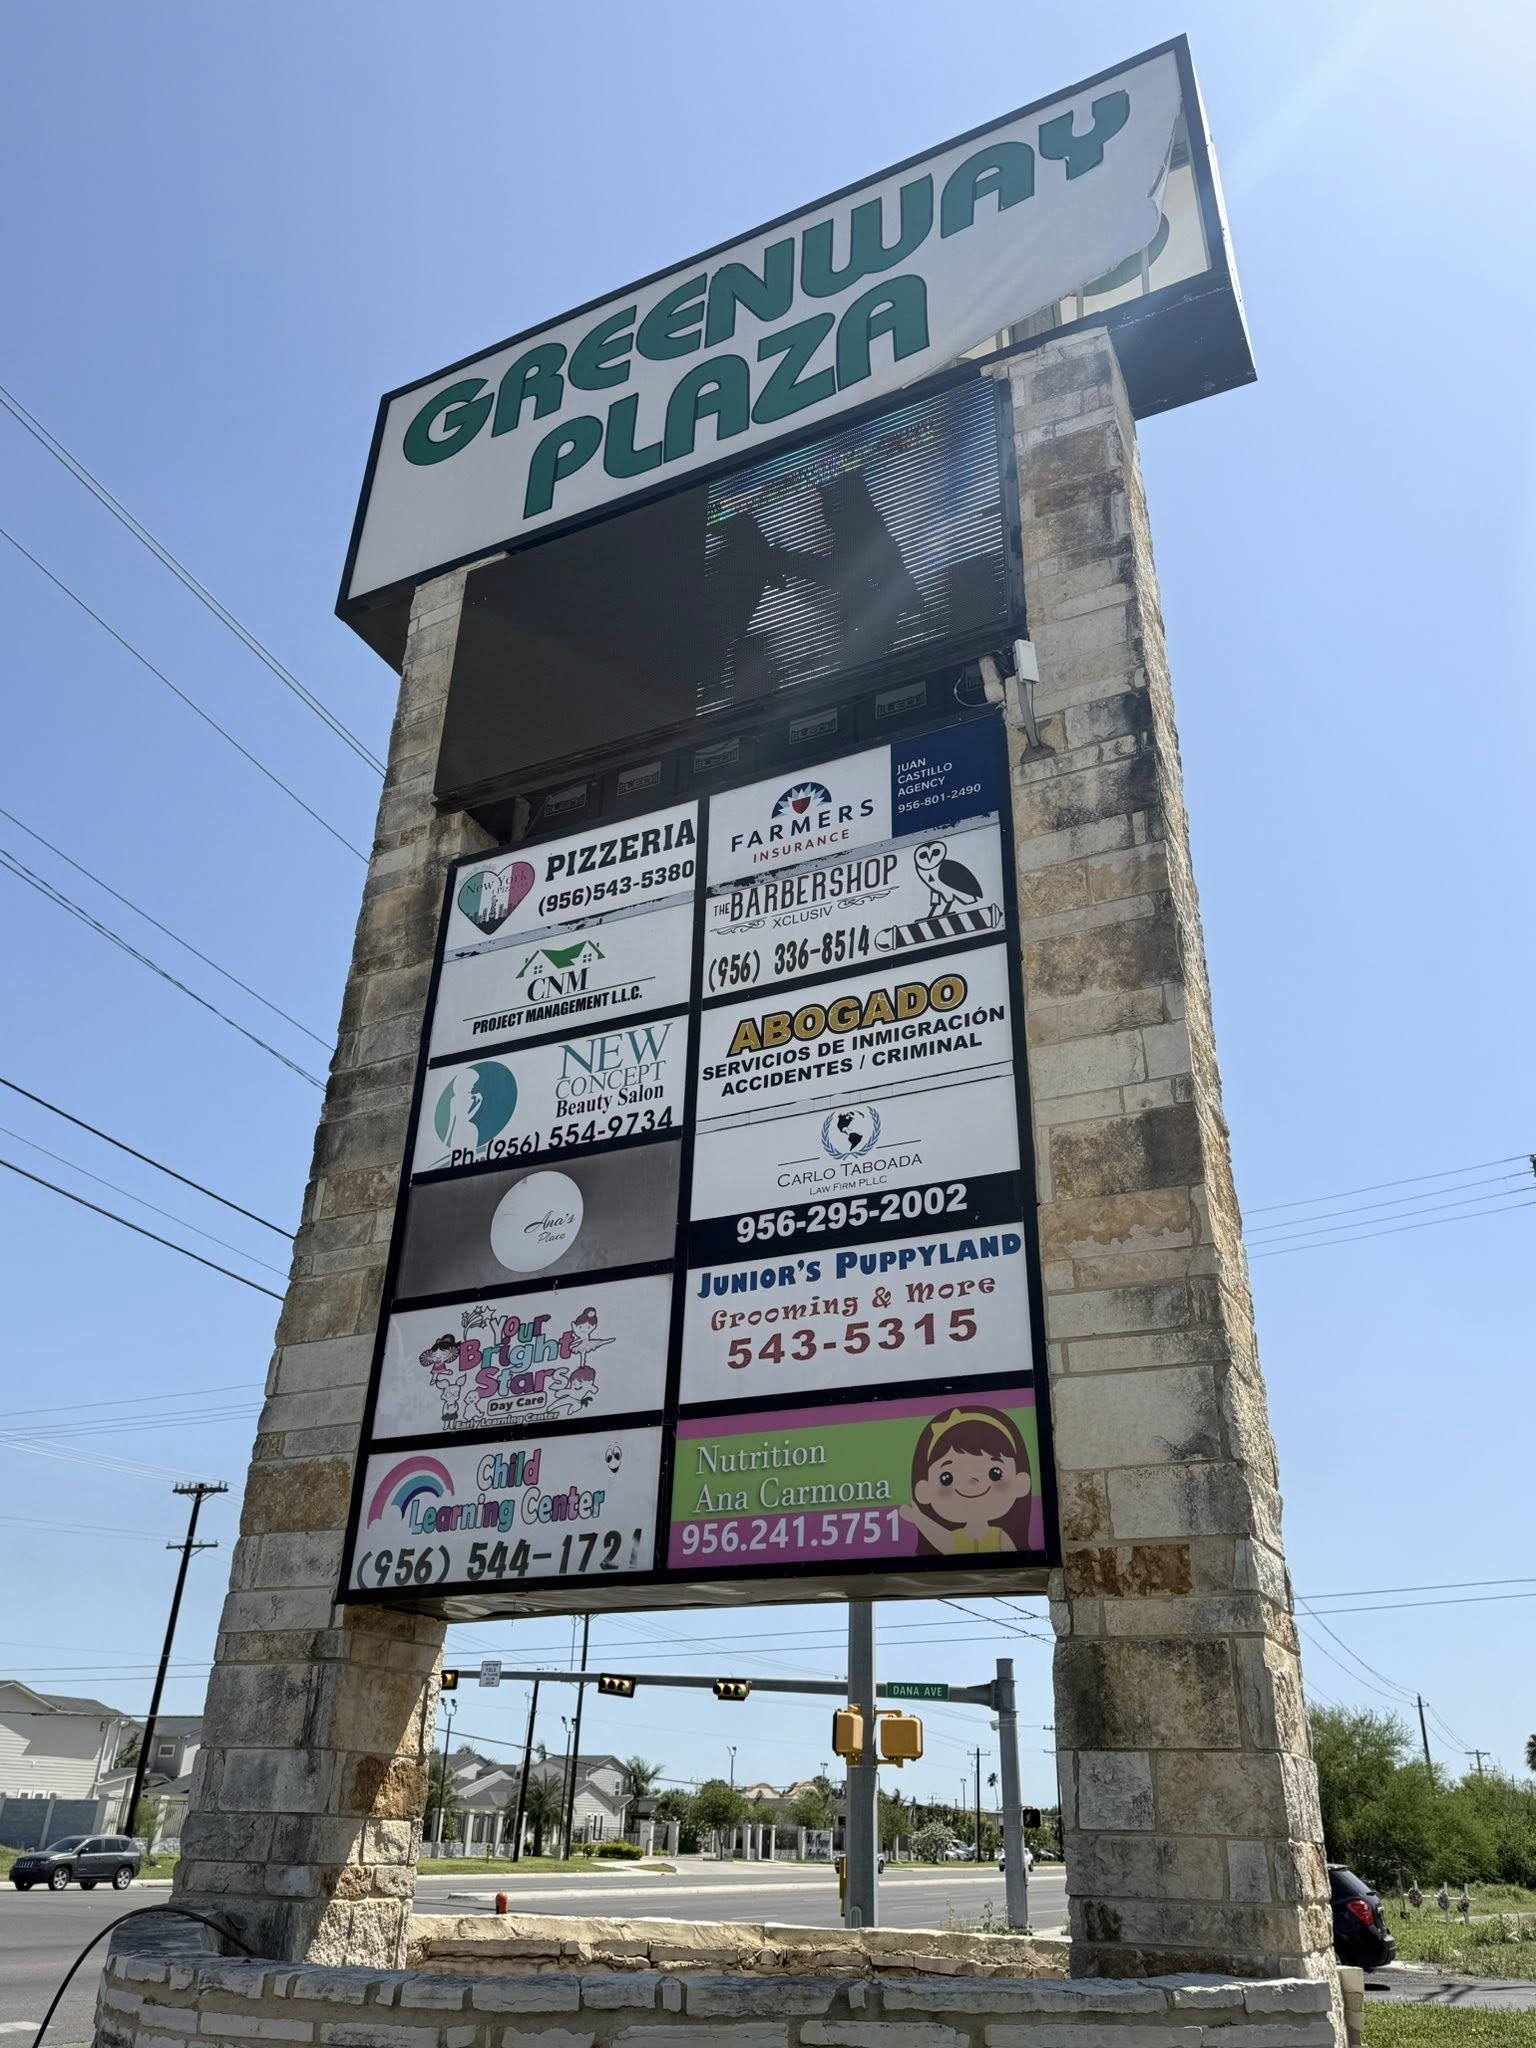 GREENWAY
PLAZA
New York
Pizzeria
PIZZERIA
(956)543-5380
FARMERS
INSURANCE
JUAN
CASTILLO
AGENCY
956-801-2490
CNM
PROJECT MANAGEMENT L.L.C.
THE BARBERSHOP
XCLUSIV
(956) 336-8514
NEW
CONCEPT
Beauty Salon
Ph. (956) 554-9734
ABOGADO
SERVICIOS DE INMIGRACIÓN
ACCIDENTES / CRIMINAL
CARLO TABOADA
LAW FIRM PLLC
956-295-2002
Ana's
Place
JUNIOR'S PUPPYLAND
Grooming & More
543-5315
Your
Bright
Stars
Day Care
Early Learning Center
Nutrition
Ana Carmona
956.241.5751
Child
Learning Center
(956) 544-1721
DANA AVE